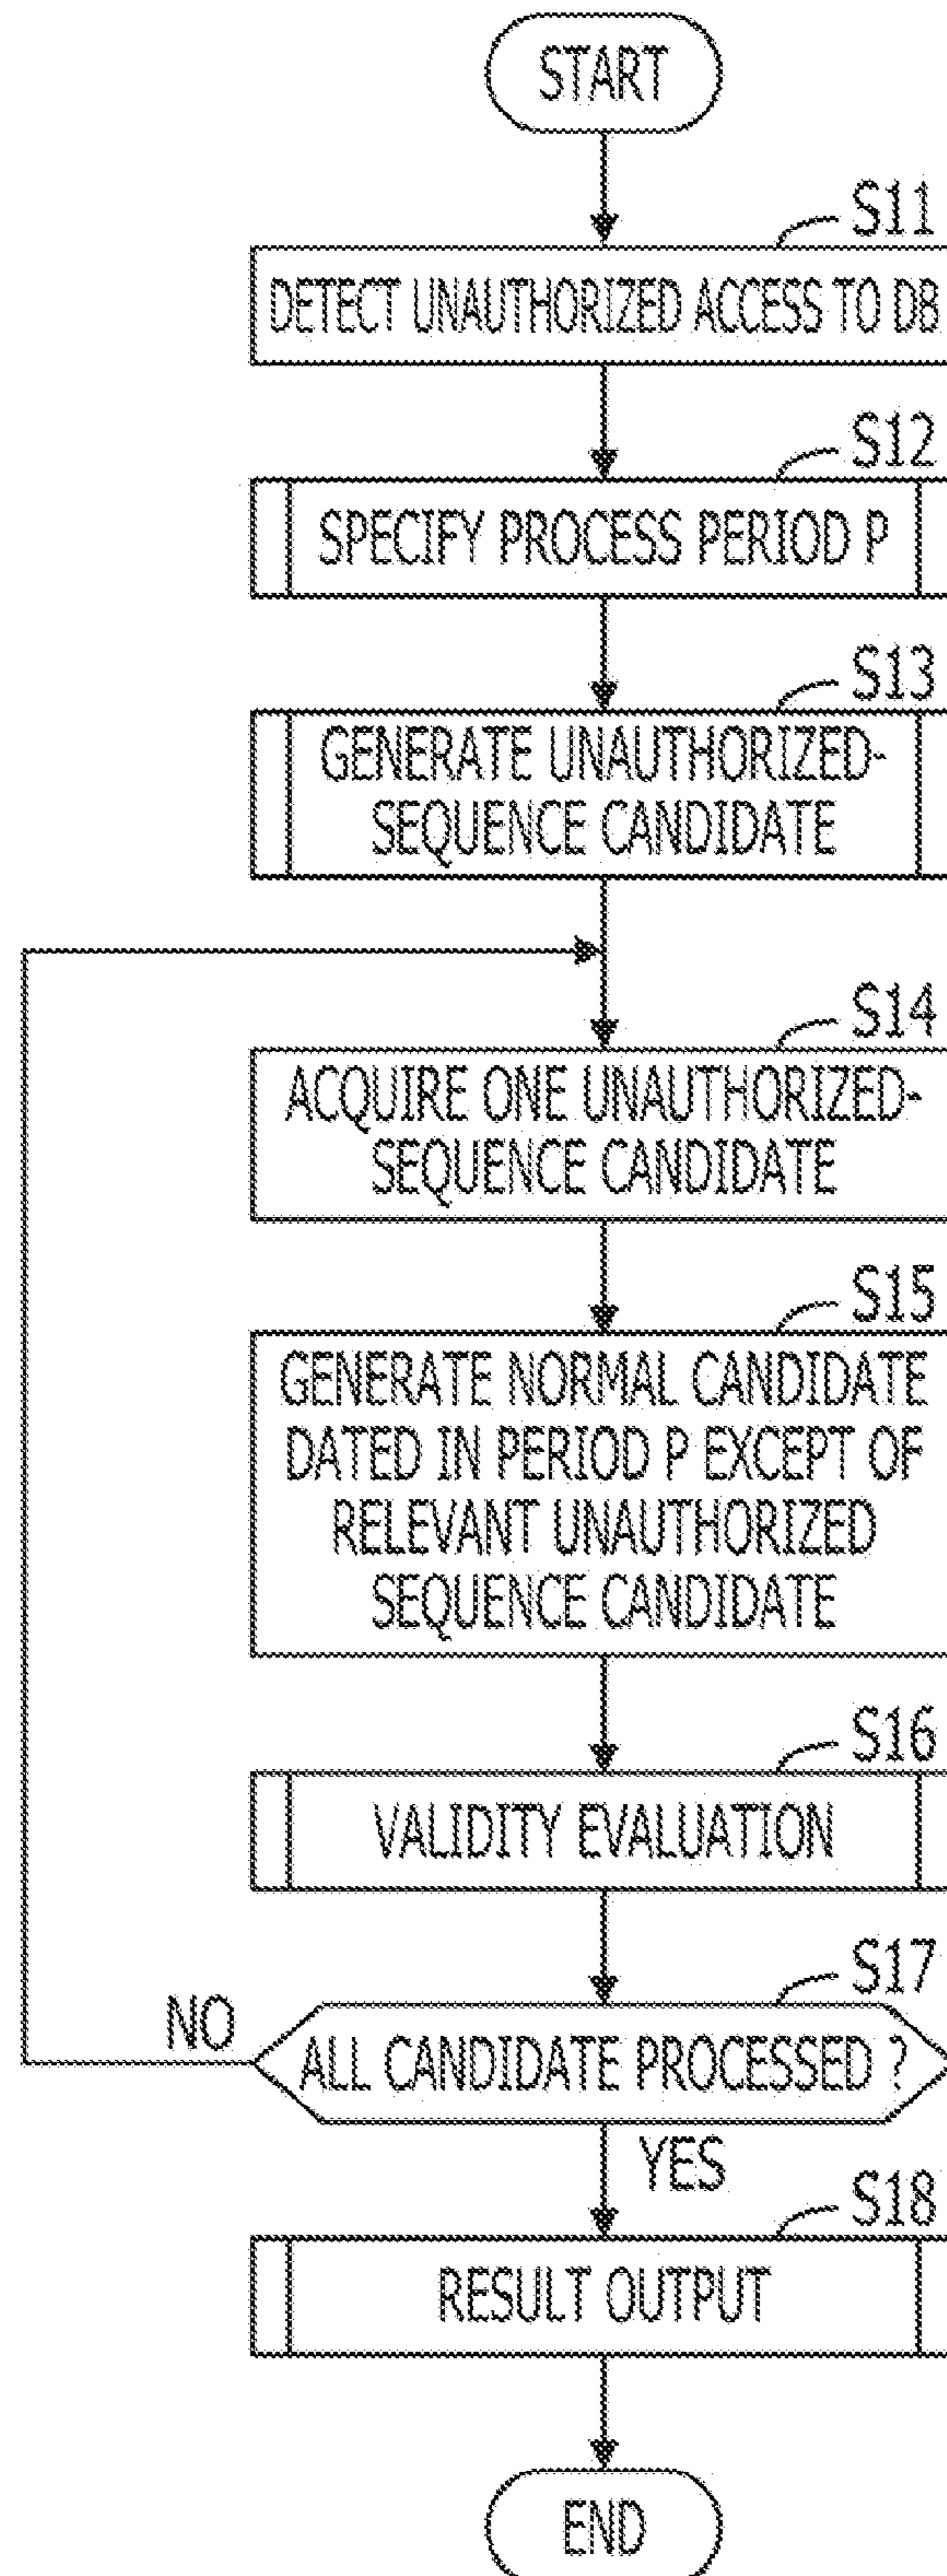 START
S11
DETECT UNAUTHORIZED ACCESS TO DB
S12
SPECIFY PROCESS PERIOD P
S13
GENERATE UNAUTHORIZED-
SEQUENCE CANDIDATE
S14
ACQUIRE ONE UNAUTHORIZED-
SEQUENCE CANDIDATE
S15
GENERATE NORMAL CANDIDATE
DATED IN PERIOD P EXCEPT OF
RELEVANT UNAUTHORIZED
SEQUENCE CANDIDATE
S16
VALIDITY EVALUATION
S17
NO
ALL CANDIDATE PROCESSED ?
YES
S18
RESULT OUTPUT
END